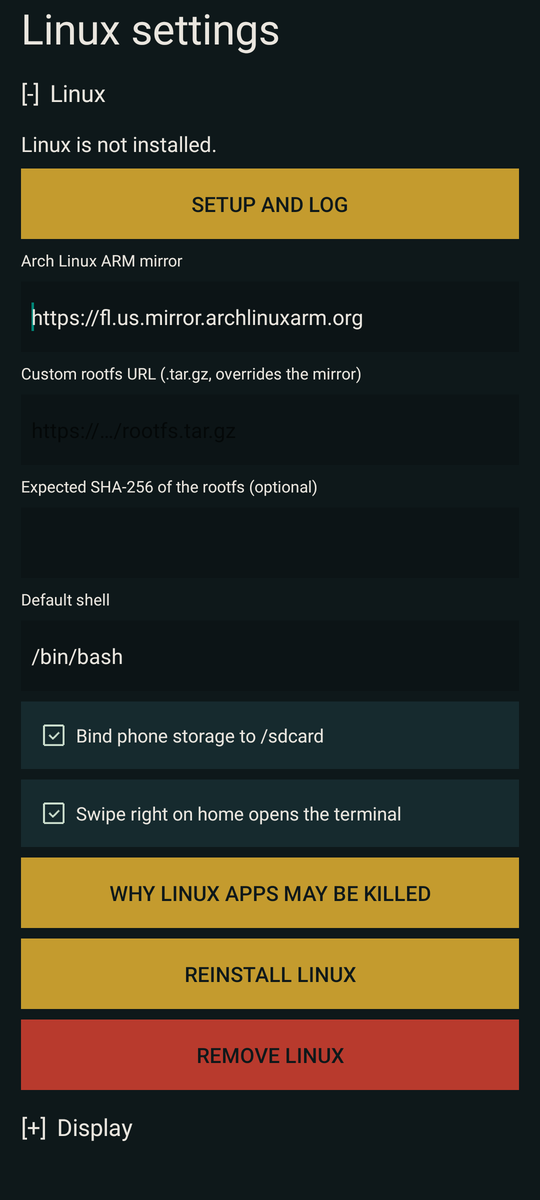 Linux settings
[-] Linux
Linux is not installed.
SETUP AND LOG
Arch Linux ARM mirror
https://fl.us.mirror.archlinuxarm.org
Custom rootfs URL (.tar.gz, overrides the mirror)
https://.../rootfs.tar.gz
Expected SHA-256 of the rootfs (optional)
Default shell
/bin/bash
Bind phone storage to /sdcard
Swipe right on home opens the terminal
WHY LINUX APPS MAY BE KILLED
REINSTALL LINUX
REMOVE LINUX
[+] Display